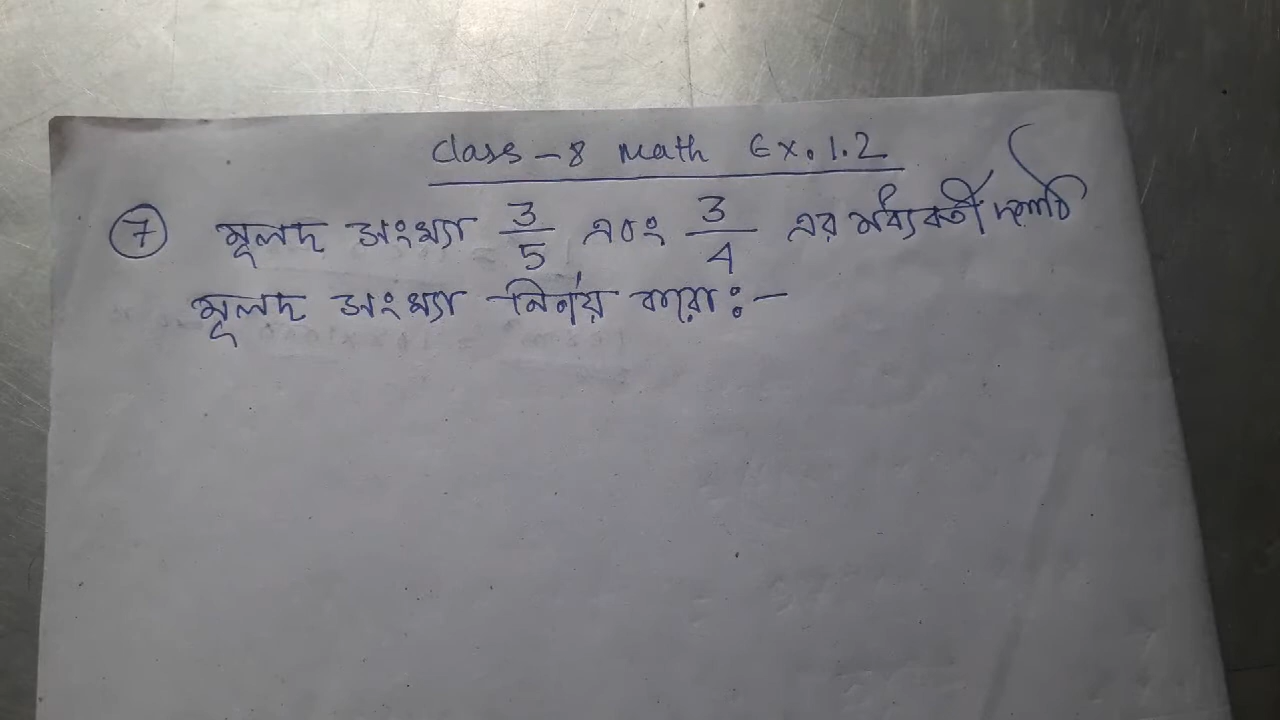 Class - 8 Math Ex. 1.2
(7) মূলদ সংখ্যা 3/5 এবং 3/4 এর মধ্যবর্তী দশটি
মূলদ সংখ্যা নির্ণয় করো :-